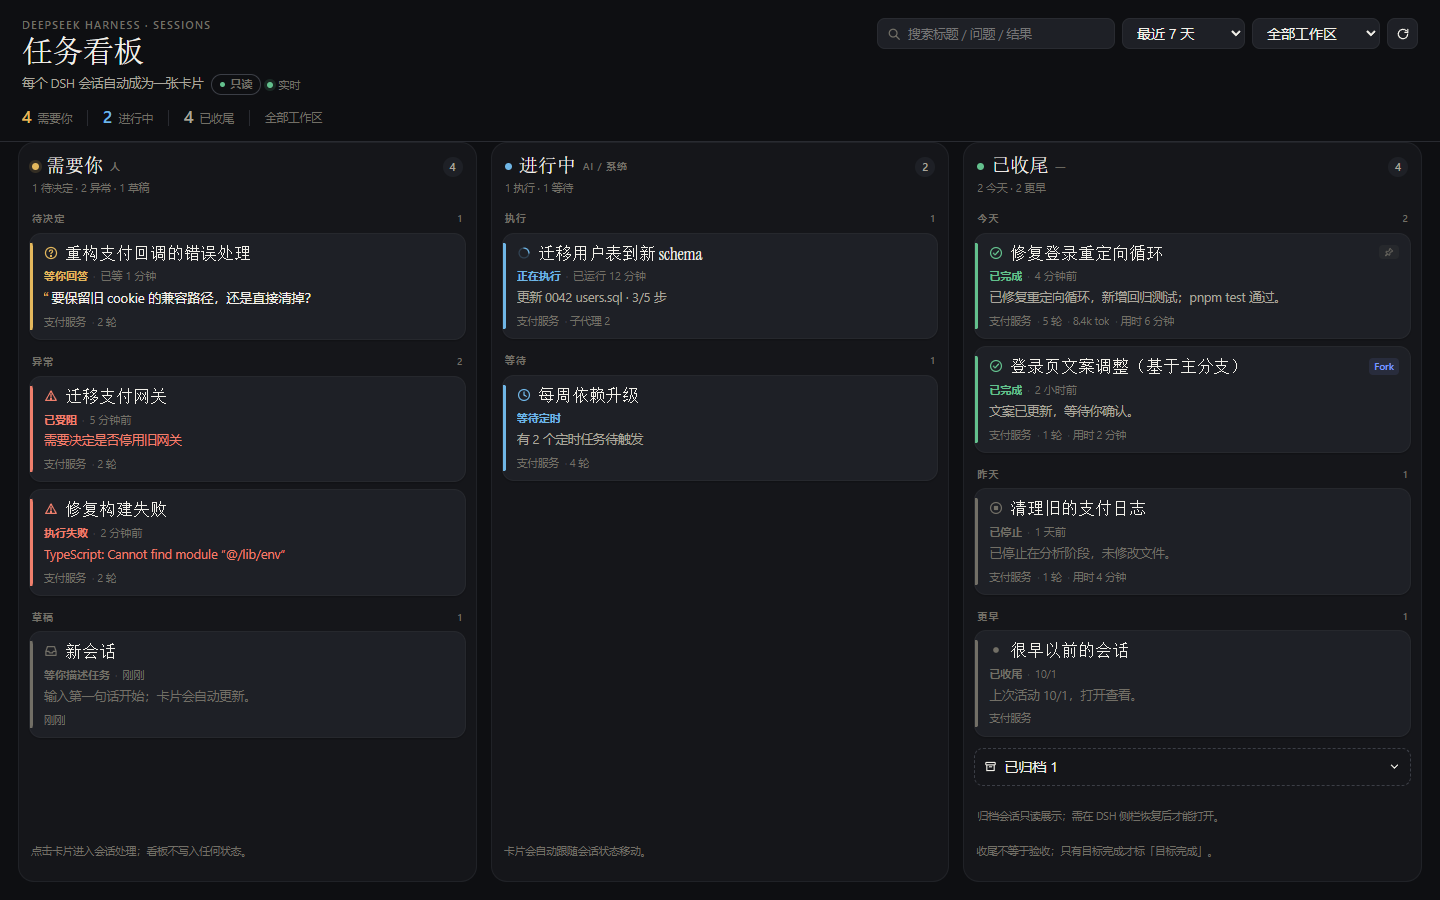 DEEPSEEK HARNESS · SESSIONS
任务看板
每个 DSH 会话自动成为一张卡片 只读 实时
4 需要你 2 进行中 4 已收尾 全部工作区
搜索标题 / 问题 / 结果 最近 7 天 全部工作区
需要你 人 4
1 待决定 · 2 异常 · 1 草稿
待决定 1
重构支付回调的错误处理
等你回答 · 已等 1 分钟
“ 要保留旧 cookie 的兼容路径，还是直接清掉？
支付服务 · 2 轮
异常 2
迁移支付网关
已受阻 · 5 分钟前
需要决定是否停用旧网关
支付服务 · 2 轮
修复构建失败
执行失败 · 2 分钟前
TypeScript: Cannot find module "@/lib/env"
支付服务 · 2 轮
草稿 1
新会话
等你描述任务 · 刚刚
输入第一句话开始；卡片会自动更新。
刚刚
点击卡片进入会话处理；看板不写入任何状态。
进行中 AI / 系统 2
1 执行 · 1 等待
执行 1
迁移用户表到新 schema
正在执行 · 已运行 12 分钟
更新 0042 users.sql · 3/5 步
支付服务 · 子代理 2
等待 1
每周依赖升级
等待定时
有 2 个定时任务待触发
支付服务 · 4 轮
卡片会自动跟随会话状态移动。
已收尾 — 4
2 今天 · 2 更早
今天 2
修复登录重定向循环
已完成 · 4 分钟前
已修复重定向循环，新增回归测试；pnpm test 通过。
支付服务 · 5 轮 · 8.4k tok · 用时 6 分钟
登录页文案调整（基于主分支） Fork
已完成 · 2 小时前
文案已更新，等待你确认。
支付服务 · 1 轮 · 用时 2 分钟
昨天 1
清理旧的支付日志
已停止 · 1 天前
已停止在分析阶段，未修改文件。
支付服务 · 1 轮 · 用时 4 分钟
更早 1
很早以前的会话
已收尾 · 10/1
上次活动 10/1，打开查看。
支付服务
已归档 1
归档会话只读展示；需在 DSH 侧栏恢复后才能打开。
收尾不等于验收；只有目标完成才标「目标完成」。